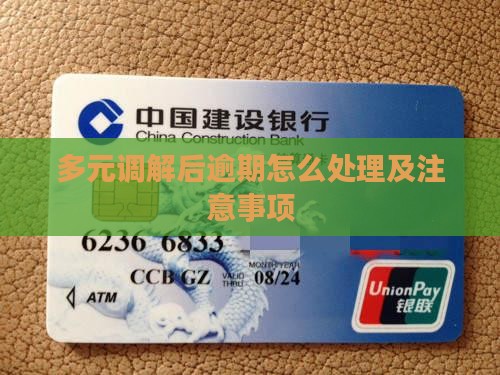 中国建设银行
China Construction Bank
多元调解后逾期怎么处理及注
意事项
6236 6833
MONTH/YEAR
CCB GZ VALID THRU 08/24
ATM
UnionPay
银联